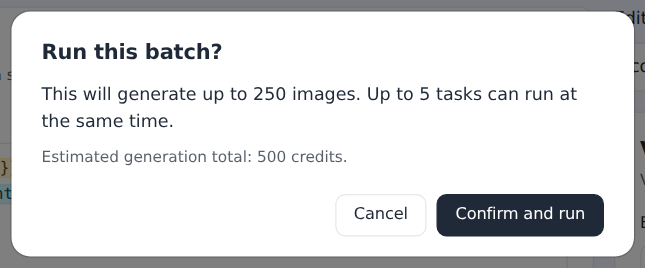 Run this batch?
This will generate up to 250 images. Up to 5 tasks can run at
the same time.
Estimated generation total: 500 credits.
Cancel
Confirm and run